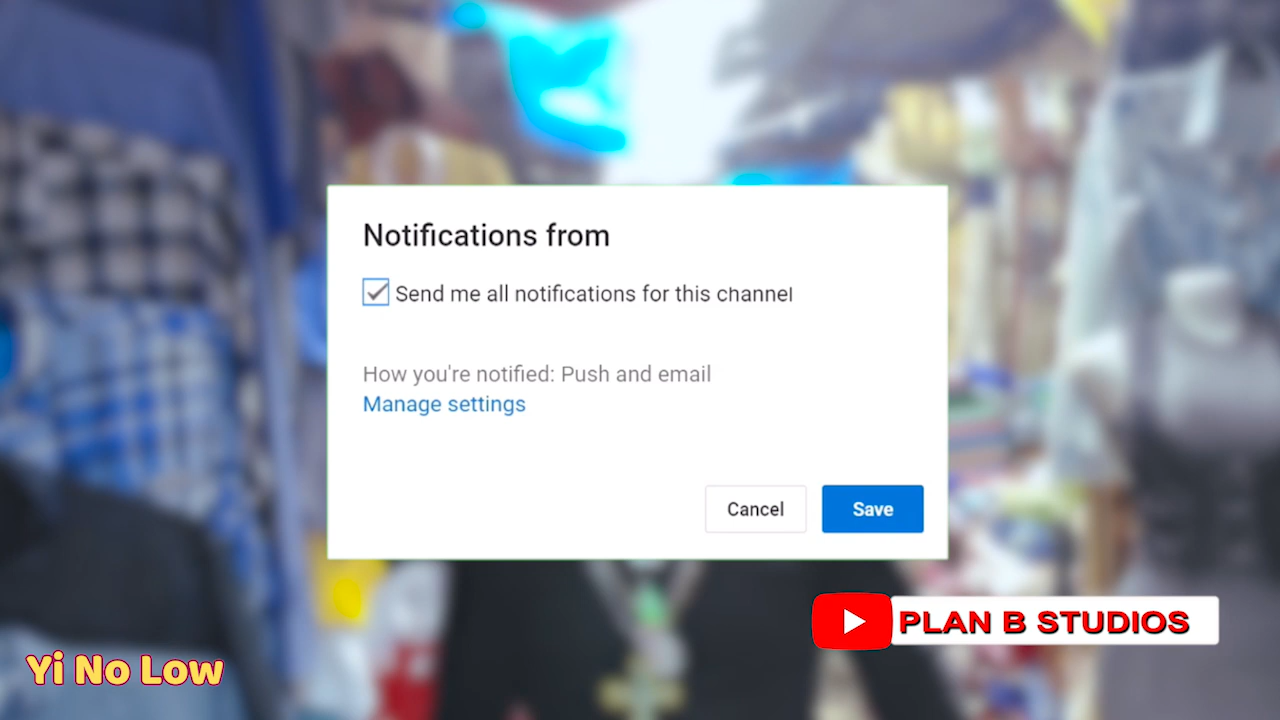 Notifications from
Send me all notifications for this channel
How you're notified: Push and email
Manage settings
Cancel
Save
PLAN B STUDIOS
Yi No Low